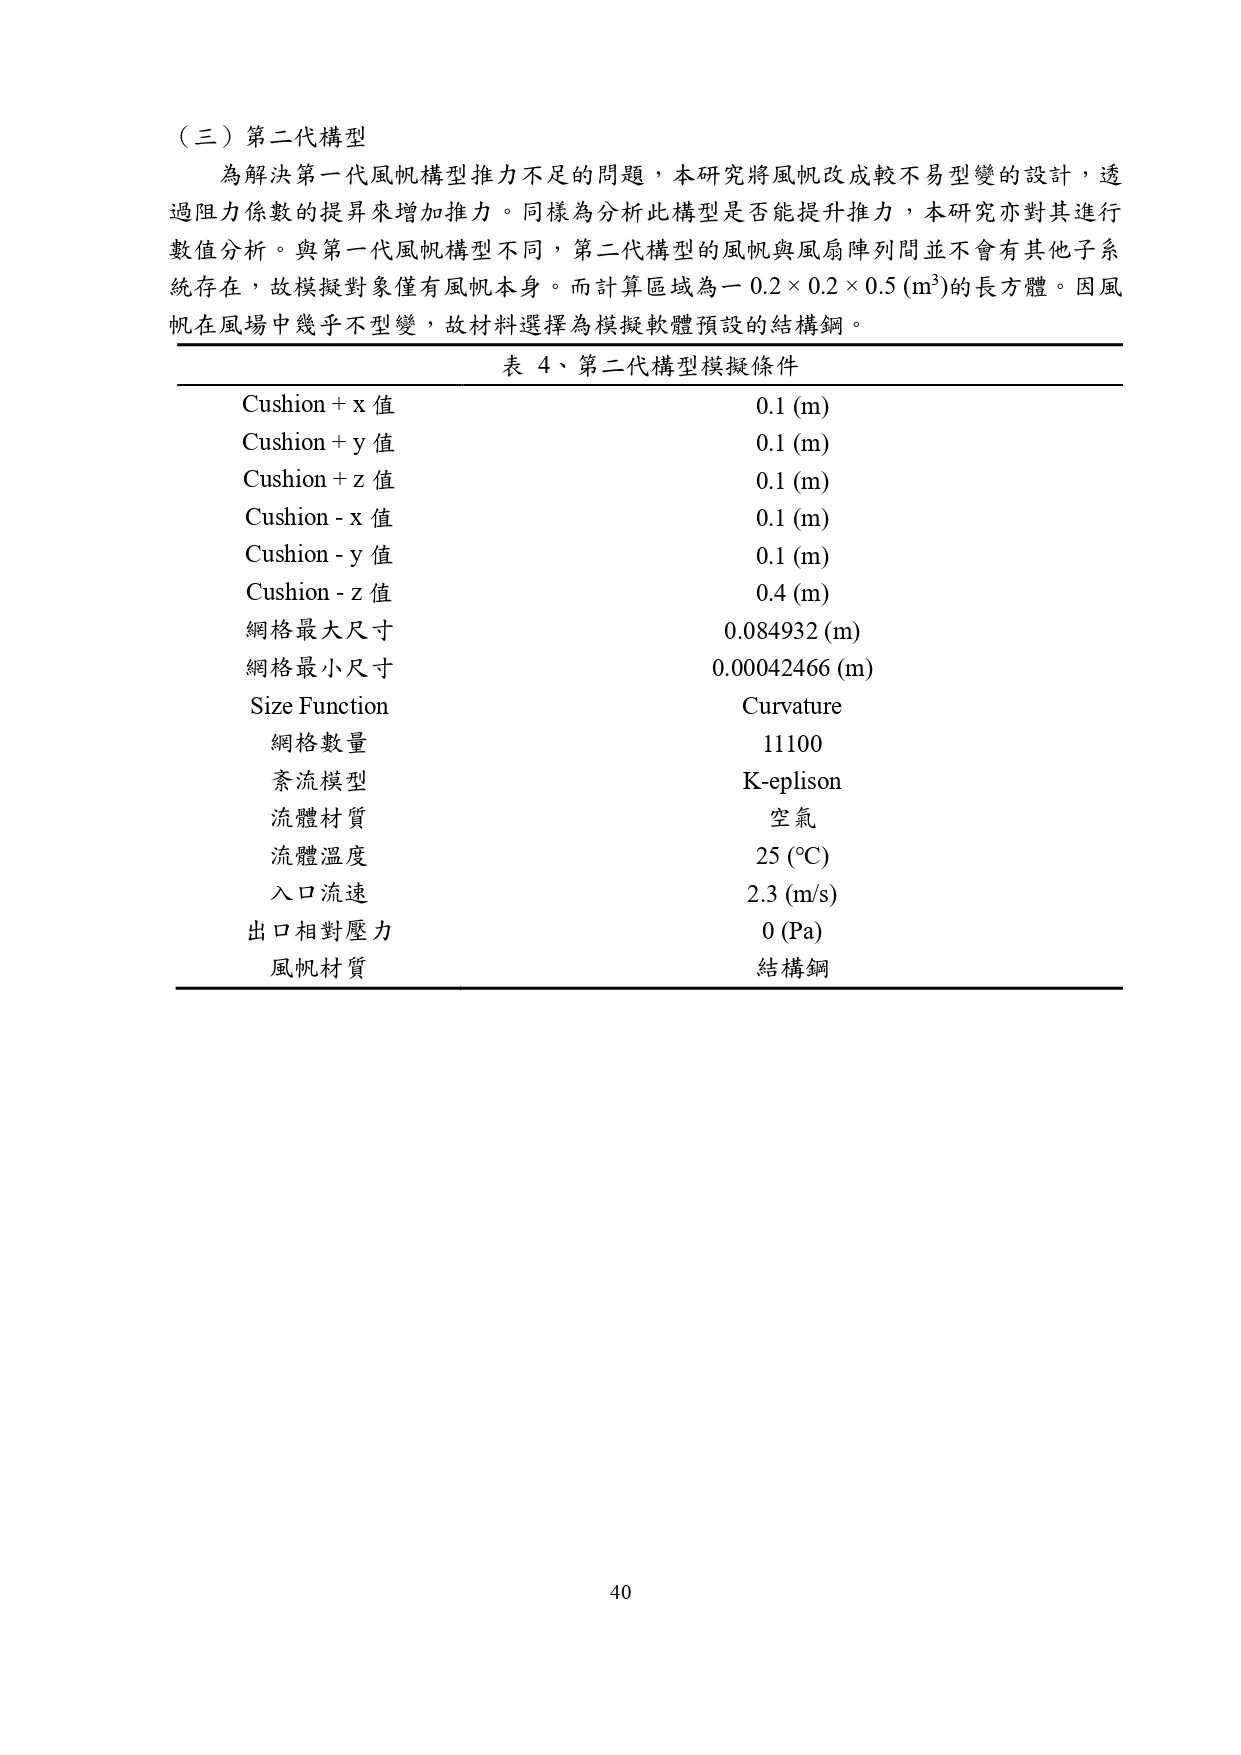 （三）第二代構型
為解決第一代風帆構型推力不足的問題，本研究將風帆改成較不易型變的設計，透
過阻力係數的提昇來增加推力。同樣為分析此構型是否能提升推力，本研究亦對其進行
數值分析。與第一代風帆構型不同，第二代構型的風帆與風扇陣列間並不會有其他子系
統存在，故模擬對象僅有風帆本身。而計算區域為一 0.2 × 0.2 × 0.5 (m³)的長方體。因風
帆在風場中幾乎不型變，故材料選擇為模擬軟體預設的結構鋼。
表 4、第二代構型模擬條件
Cushion + x 值 0.1 (m)
Cushion + y 值 0.1 (m)
Cushion + z 值 0.1 (m)
Cushion - x 值 0.1 (m)
Cushion - y 值 0.1 (m)
Cushion - z 值 0.4 (m)
網格最大尺寸 0.084932 (m)
網格最小尺寸 0.00042466 (m)
Size Function Curvature
網格數量 11100
紊流模型 K-eplison
流體材質 空氣
流體溫度 25 (℃)
入口流速 2.3 (m/s)
出口相對壓力 0 (Pa)
風帆材質 結構鋼
40